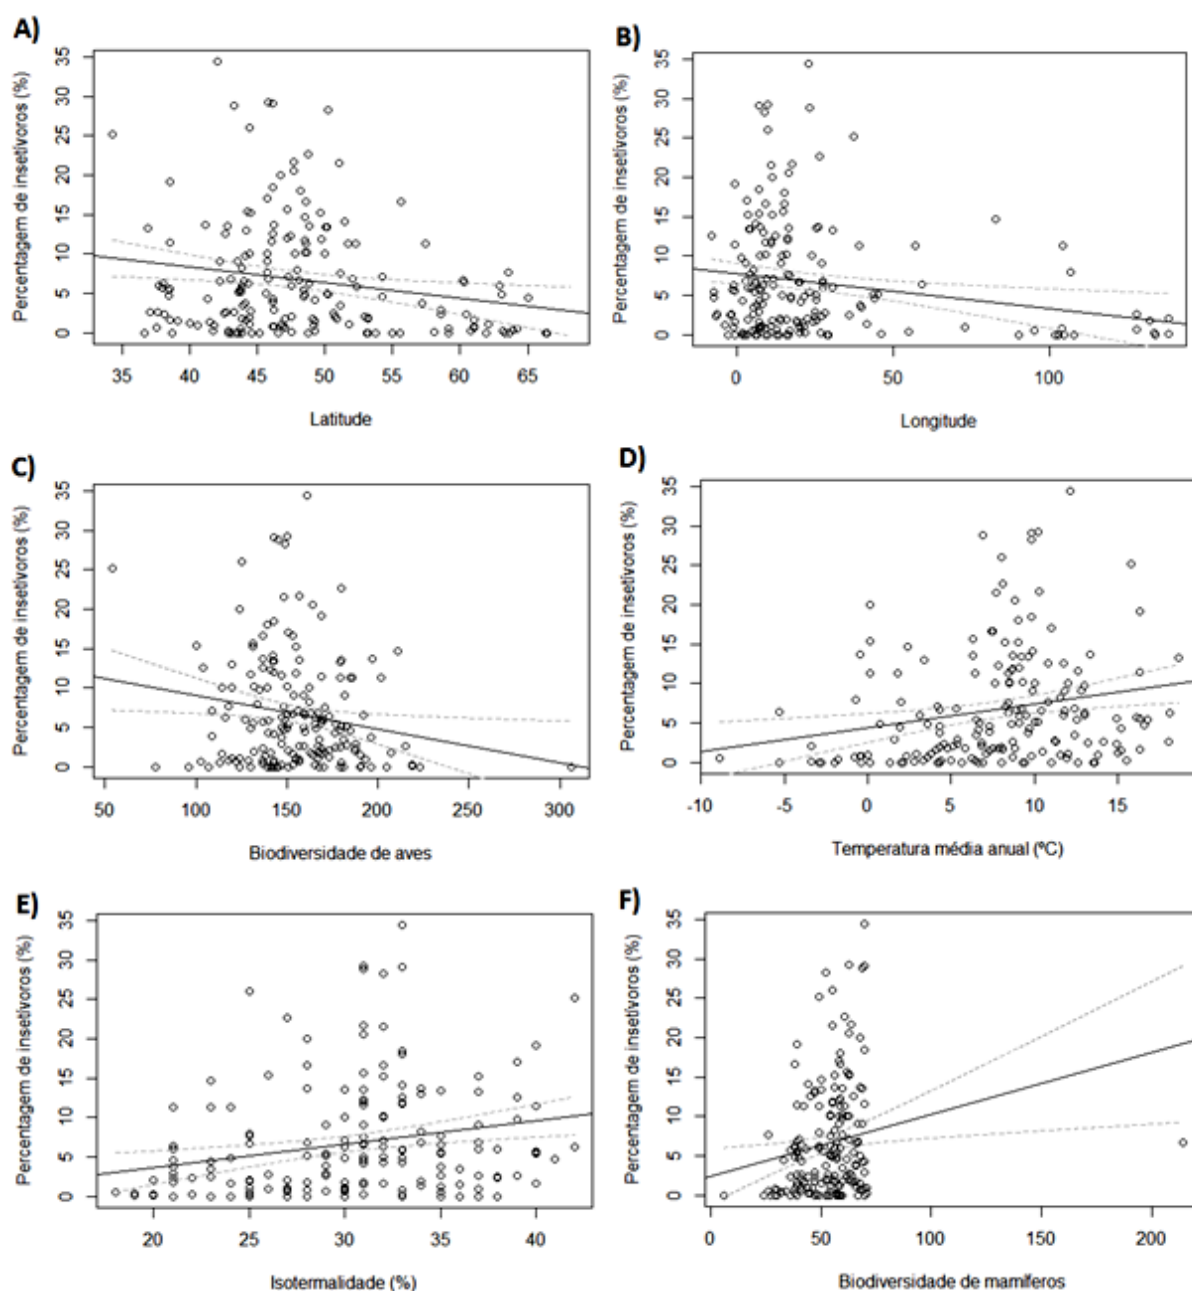 A)
Percentagem de insetívoros (%)
35
30
25
20
15
10
5
0
35 40 45 50 55 60 65
Latitude
B)
Percentagem de insetívoros (%)
35
30
25
20
15
10
5
0
0 50 100
Longitude
C)
Percentagem de insetívoros (%)
35
30
25
20
15
10
5
0
50 100 150 200 250 300
Biodiversidade de aves
D)
Percentagem de insetívoros (%)
35
30
25
20
15
10
5
0
-10 -5 0 5 10 15
Temperatura média anual (ºC)
E)
Percentagem de insetívoros (%)
35
30
25
20
15
10
5
0
20 25 30 35 40
Isotermalidade (%)
F)
Percentagem de insetívoros (%)
35
30
25
20
15
10
5
0
0 50 100 150 200
Biodiversidade de mamíferos